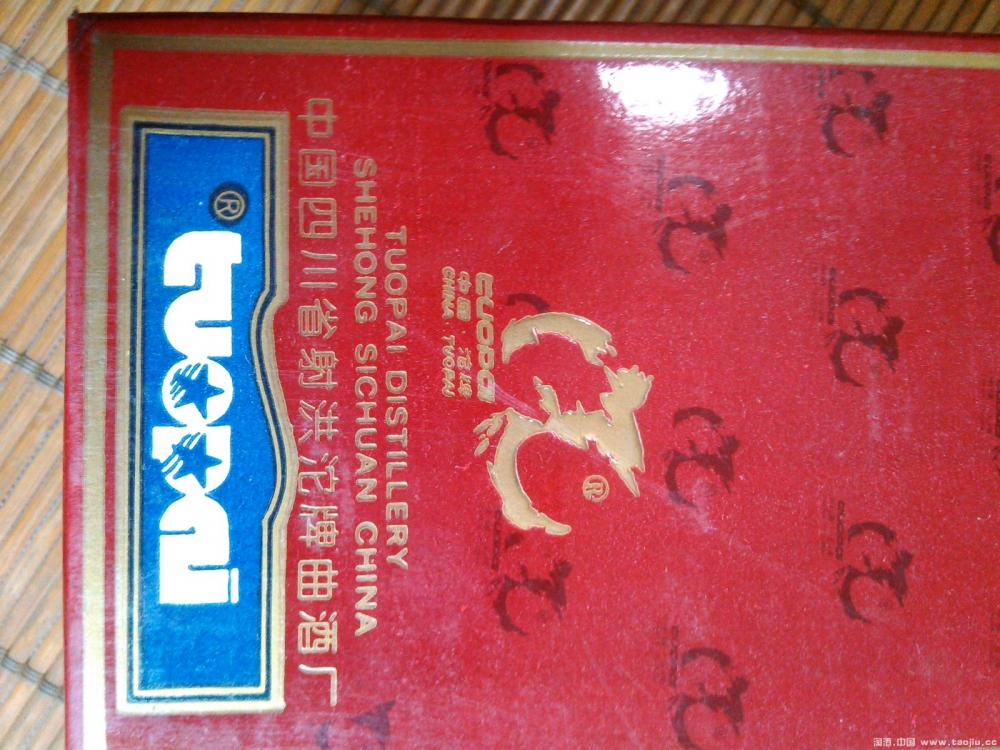 ®
tuopai
中国 沱牌
CHINA TUOPAI
TUOPAI DISTILLERY
SHEHONG SICHUAN CHINA
中国四川省射洪沱牌曲酒厂
® tuopai
淘酒.中国 www.taojiu.cc